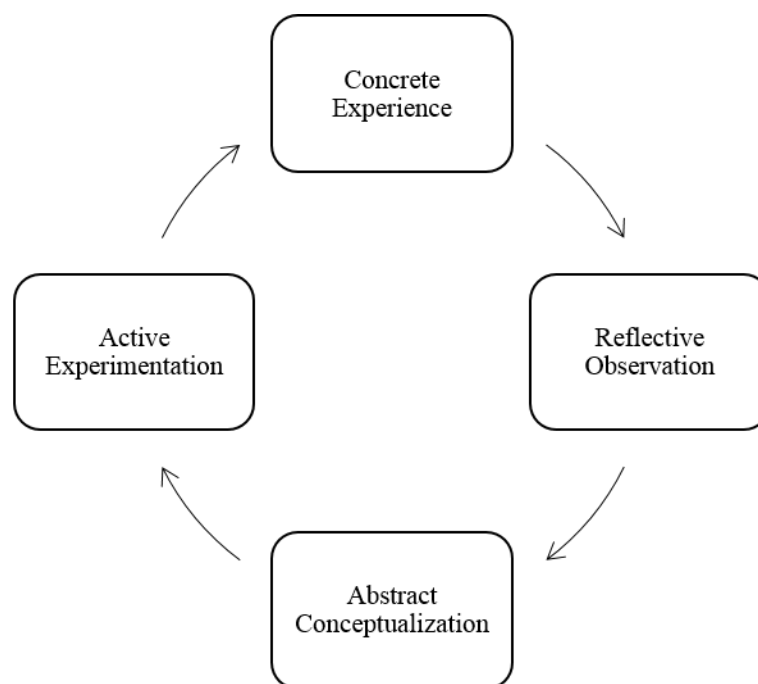 Concrete
Experience
Reflective
Observation
Abstract
Conceptualization
Active
Experimentation